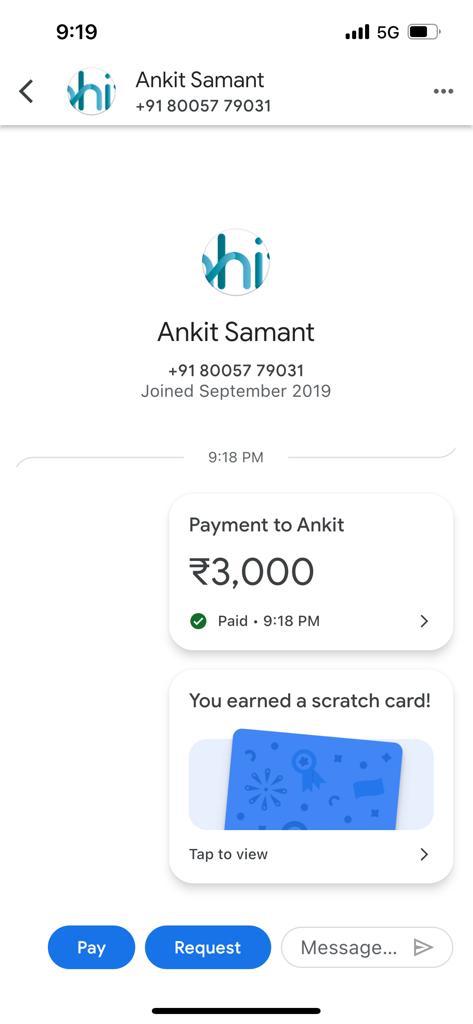 9:19
5G
hi
Ankit Samant
+91 80057 79031
hi
Ankit Samant
+91 80057 79031
Joined September 2019
9:18 PM
Payment to Ankit
₹3,000
Paid • 9:18 PM
You earned a scratch card!
Tap to view
Pay
Request
Message...